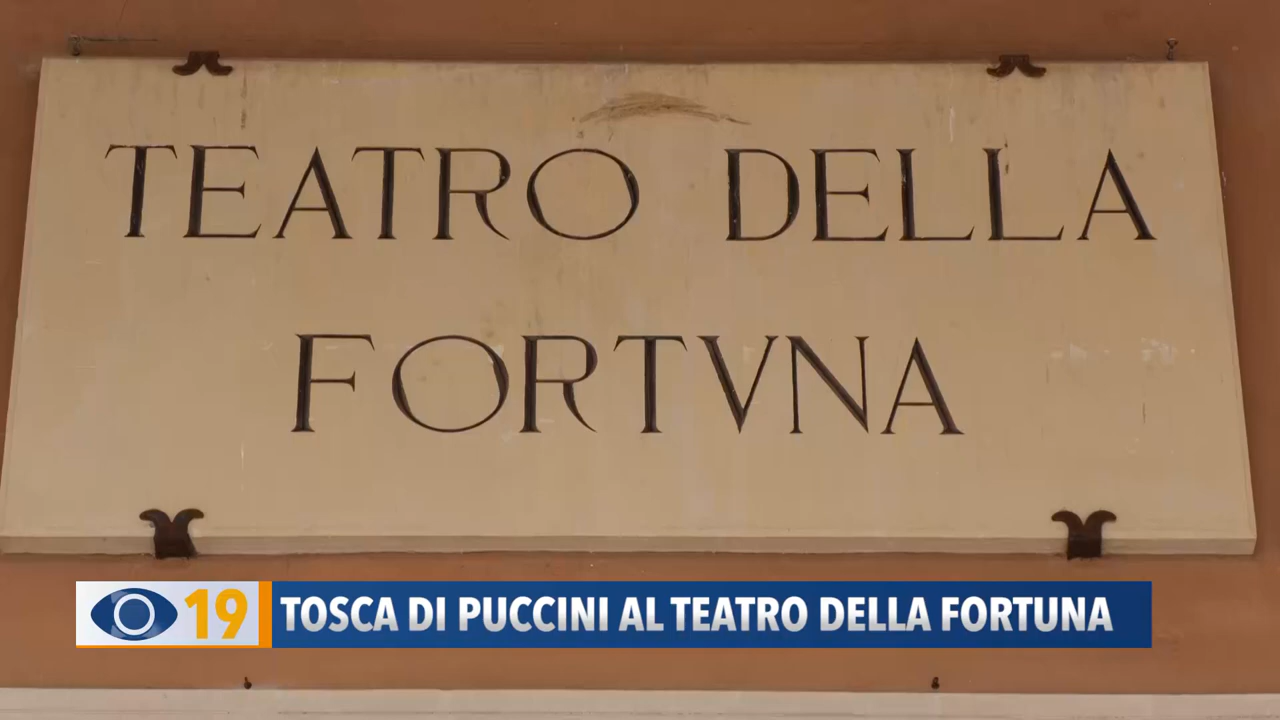 TEATRO DELLA
FORTVNA
19
TOSCA DI PUCCINI AL TEATRO DELLA FORTUNA